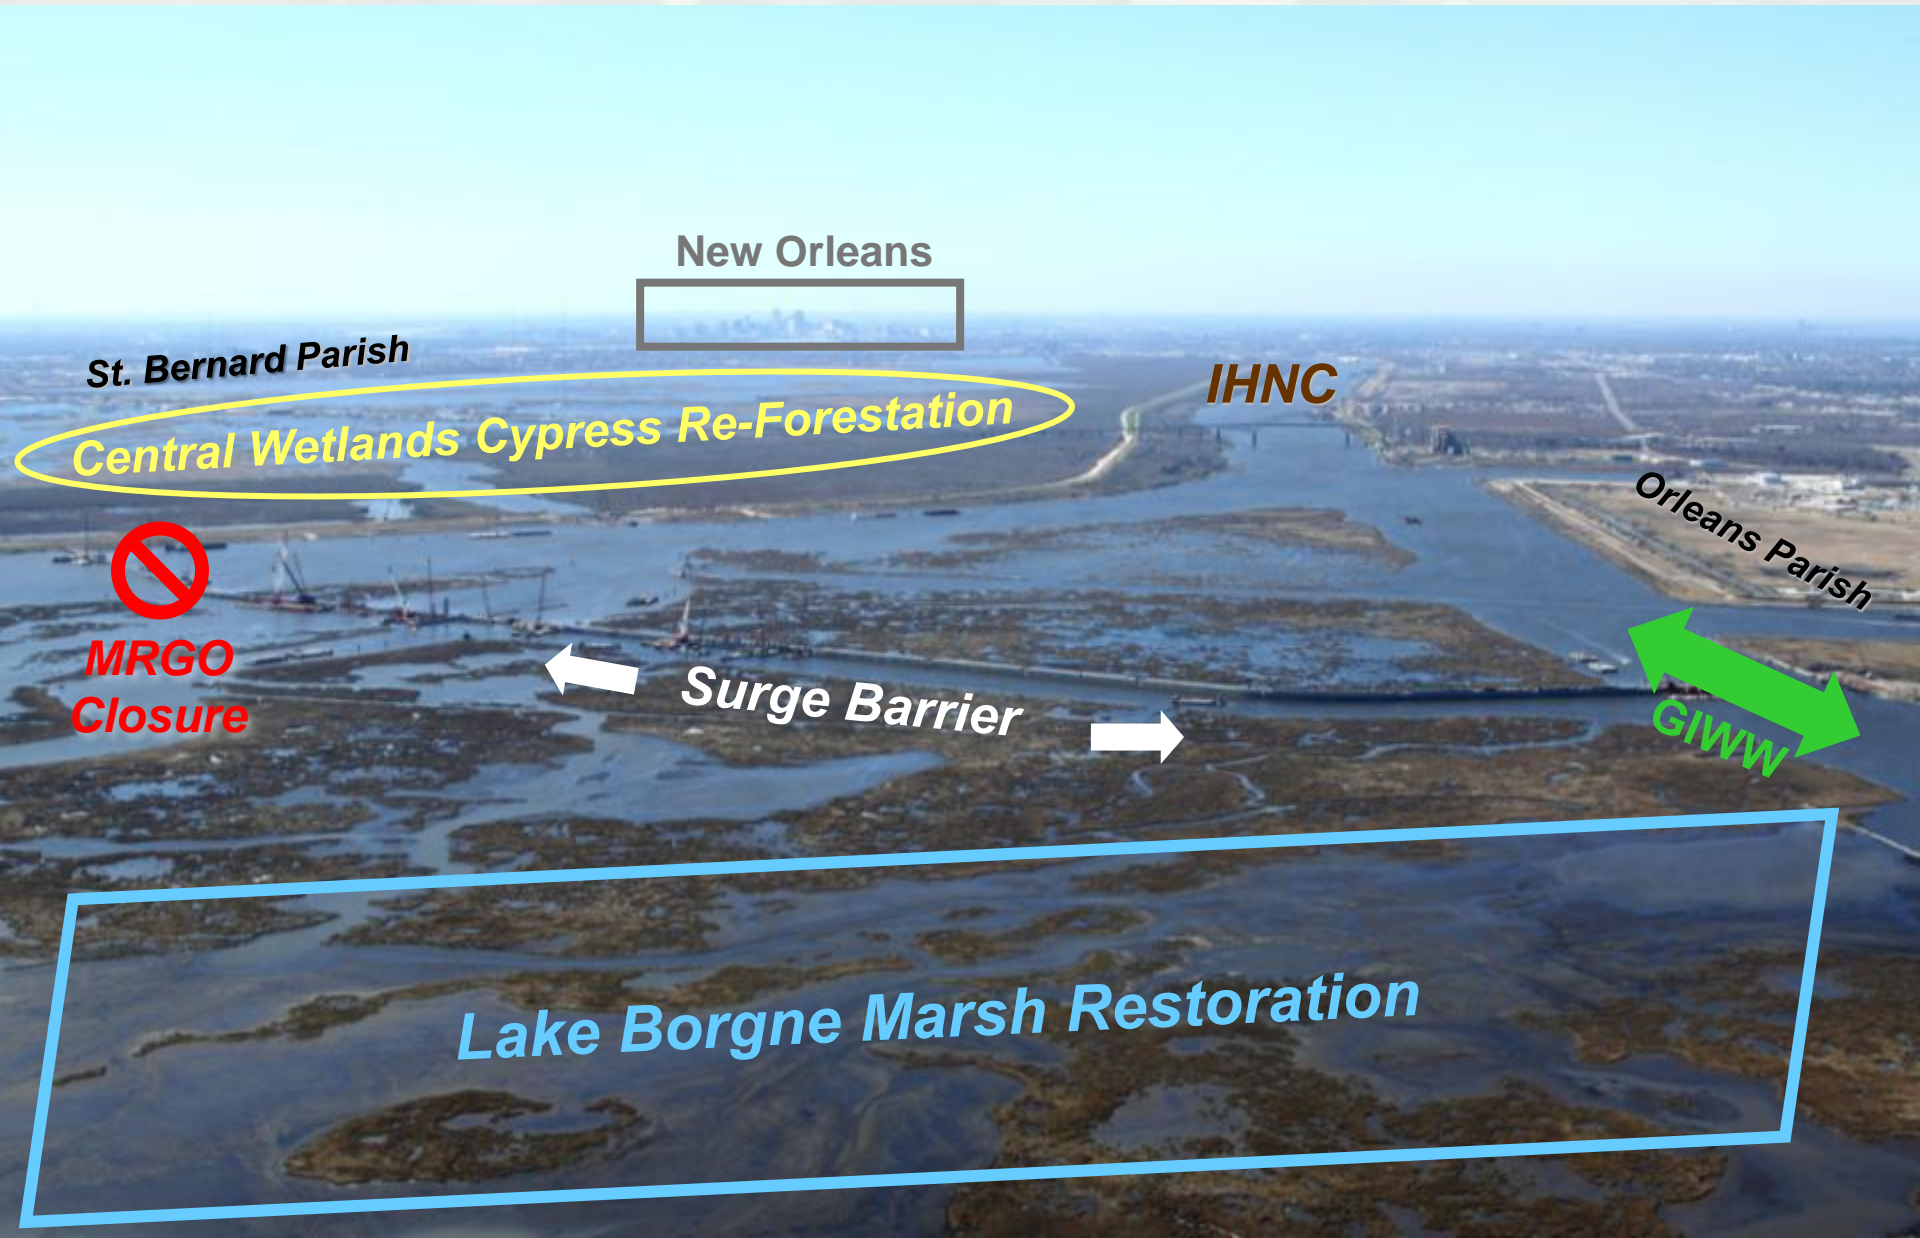 New Orleans
St. Bernard Parish
IHNC
Central Wetlands Cypress Re-Forestation
Orleans Parish
MRGO
Closure
Surge Barrier
GIWW
Lake Borgne Marsh Restoration